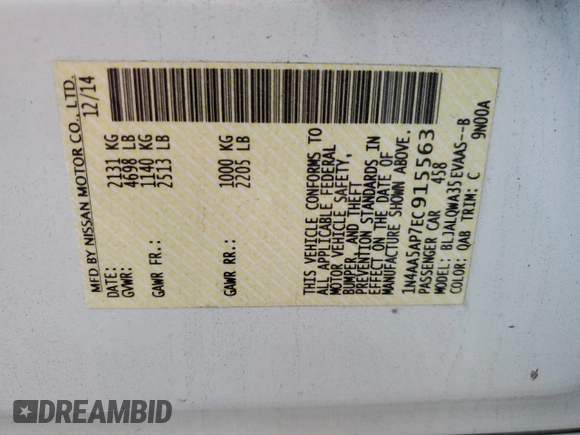 MFD BY NISSAN MOTOR CO., LTD.
DATE: 12/14
GVWR: 2131 KG
4698 LB
GAWR FR: 1140 KG
2513 LB
GAWR RR: 1000 KG
2205 LB
THIS VEHICLE CONFORMS TO
ALL APPLICABLE FEDERAL
MOTOR VEHICLE SAFETY,
BUMPER, AND THEFT
PREVENTION STANDARDS IN
EFFECT ON THE DATE OF
MANUFACTURE SHOWN ABOVE.
1N4AA5AP7EC915563
PASSENGER CAR 458
MODEL: BLJALQWA35EVAAS--B
COLOR: QAB TRIM: C 9N00A
$DREAMBID